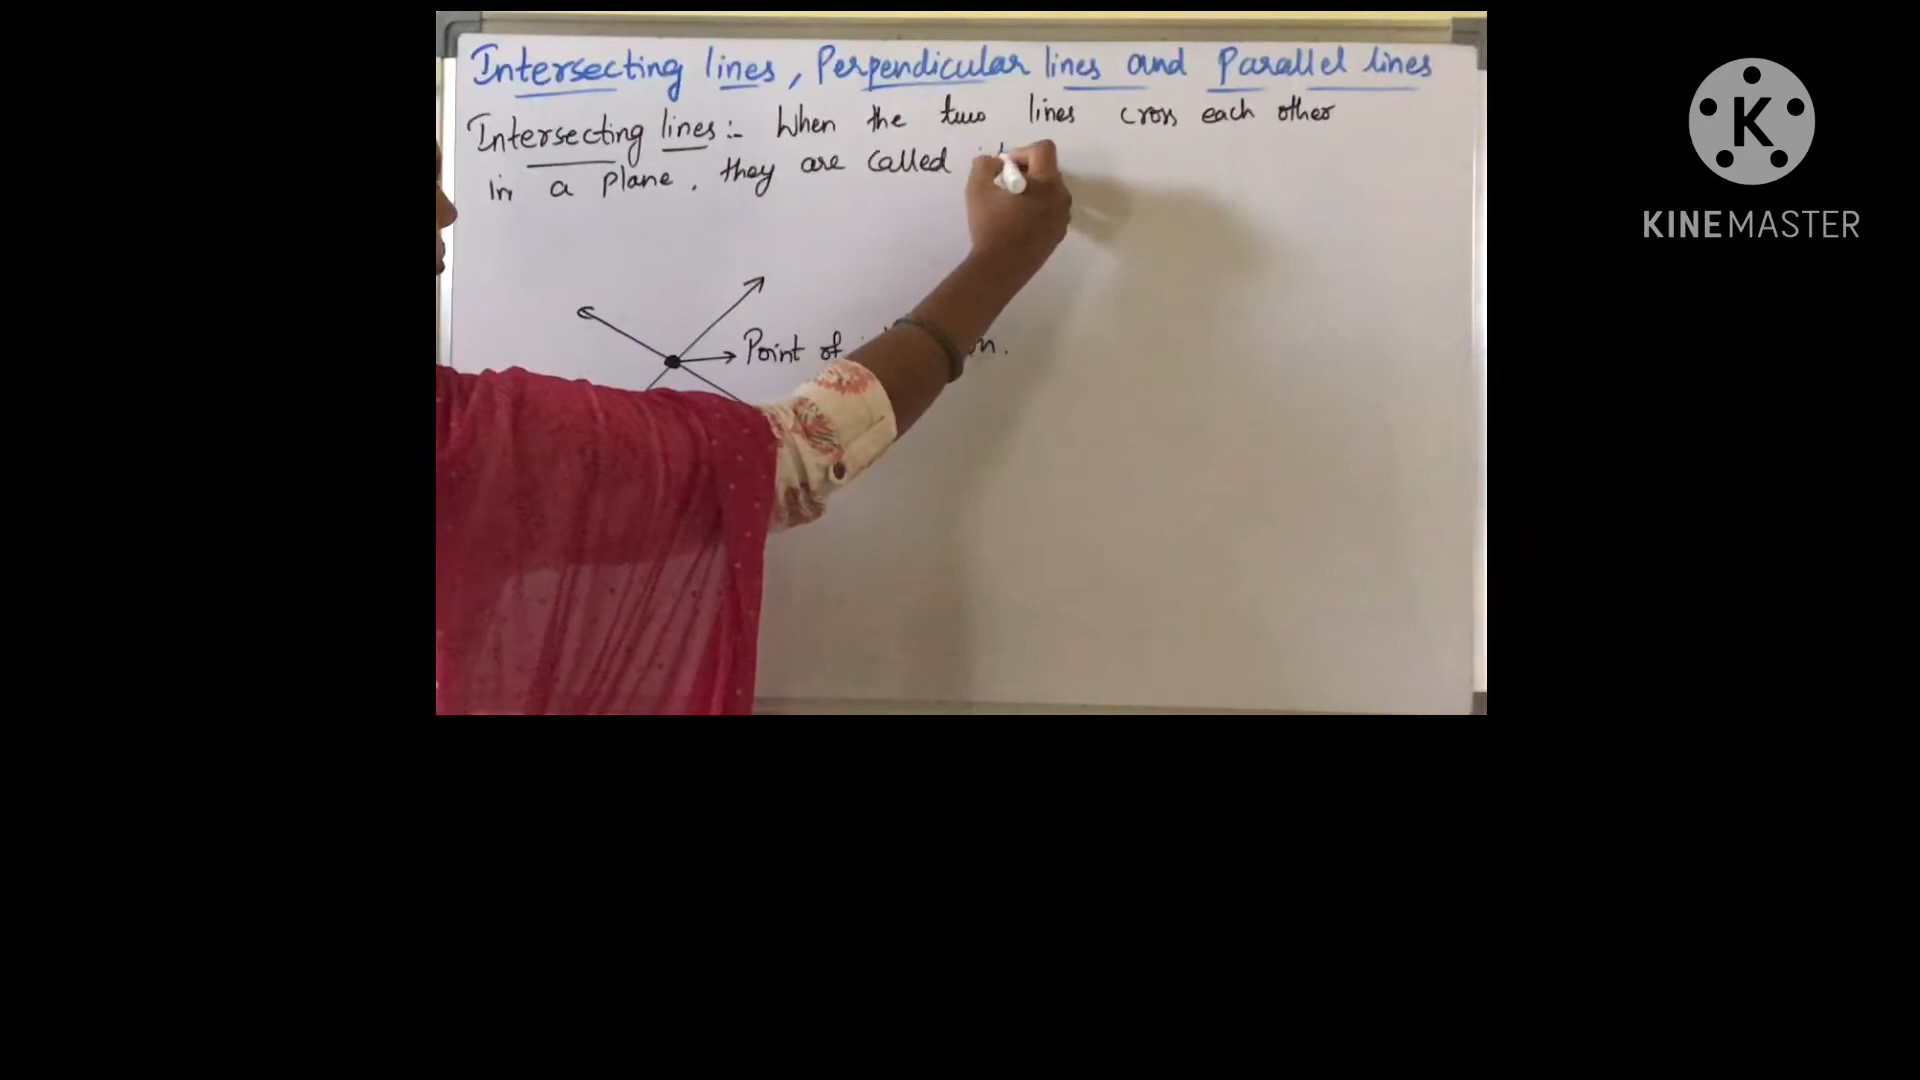 Intersecting lines, Perpendicular lines and Parallel lines
Intersecting lines:- When the two lines cross each other
in a plane, they are called
Point of
KINEMASTER